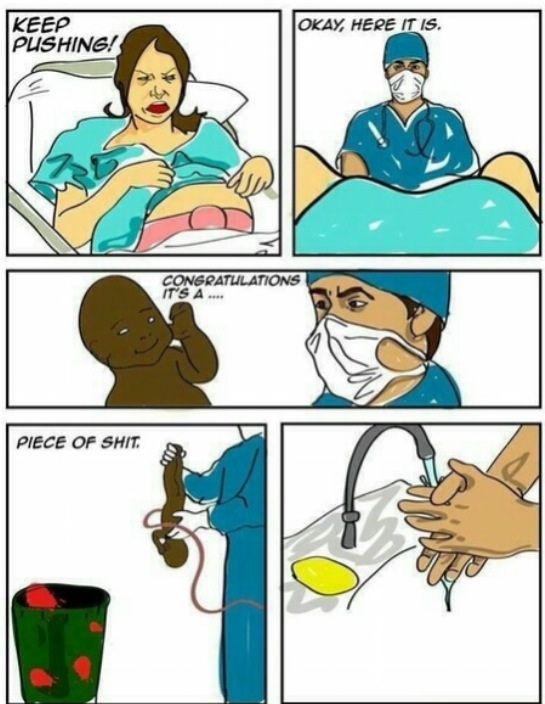 KEEP
PUSHING!
OKAY, HERE IT IS.
CONGRATULATIONS
IT'S A ....
PIECE OF SHIT.